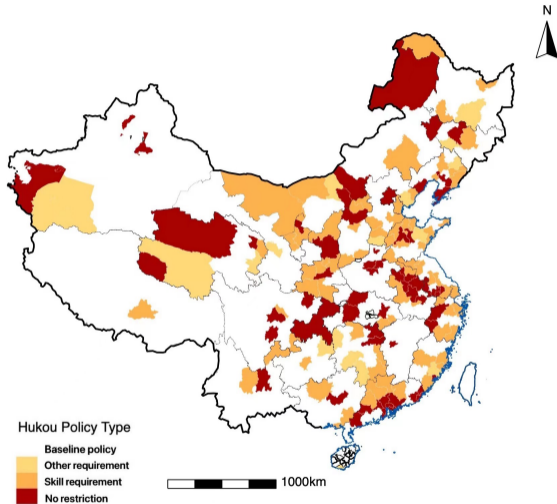 N
Hukou Policy Type
Baseline policy
Other requirement
Skill requirement
No restriction
1000km